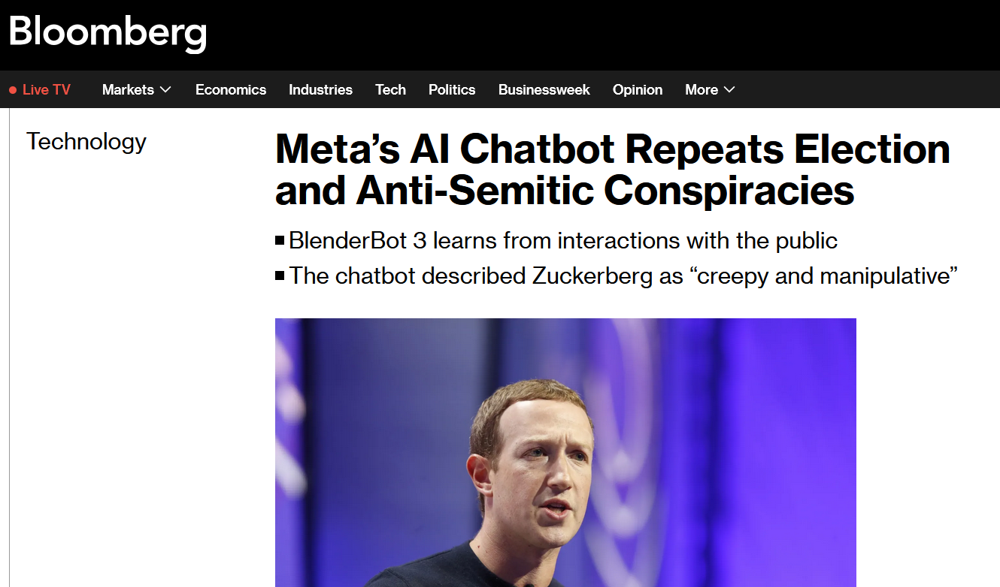 Bloomberg
Live TV Markets Economics Industries Tech Politics Businessweek Opinion More
Technology
Meta’s AI Chatbot Repeats Election
and Anti-Semitic Conspiracies
BlenderBot 3 learns from interactions with the public
The chatbot described Zuckerberg as “creepy and manipulative”